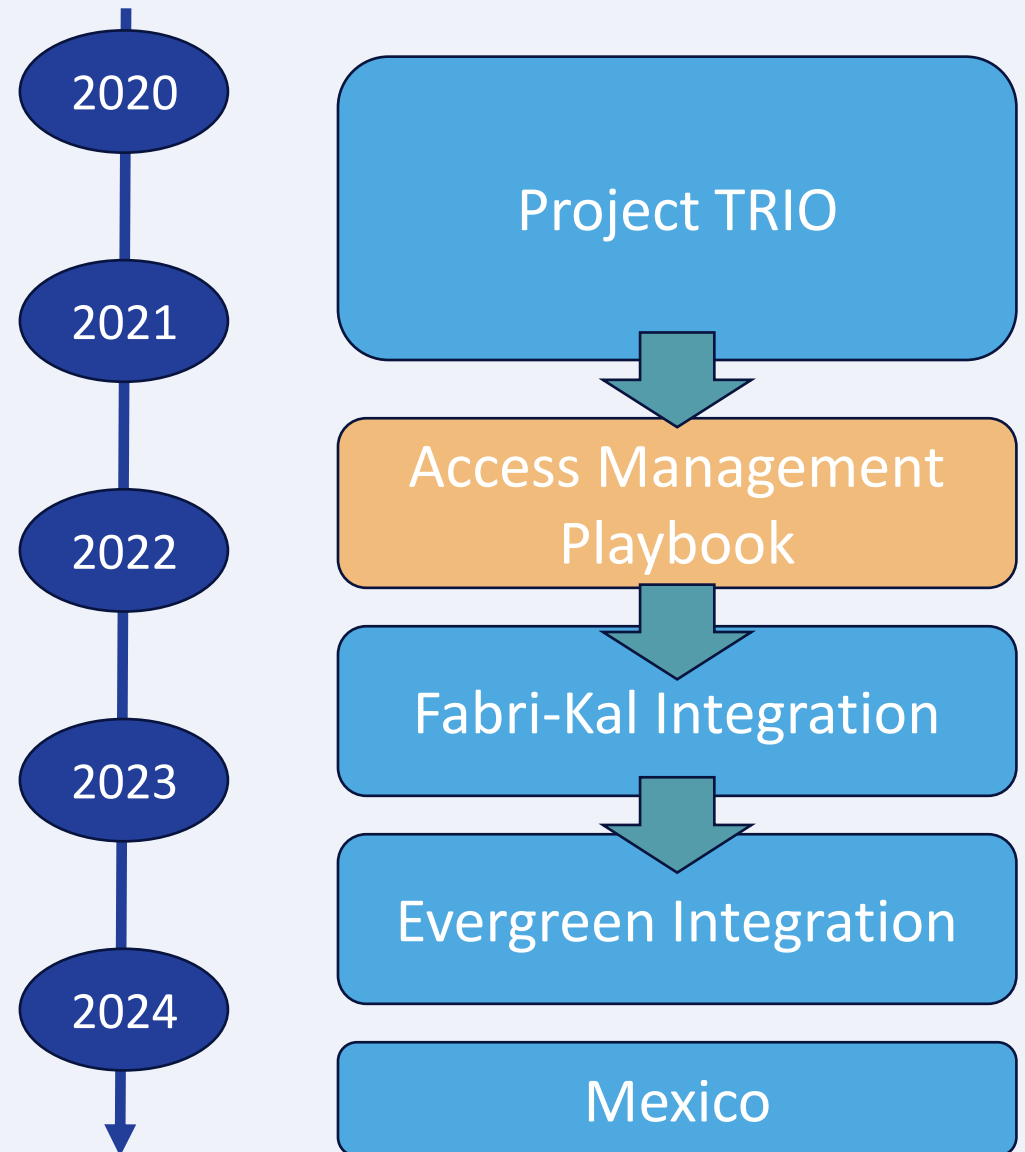 2020
Project TRIO
2021
Access Management
Playbook
2022
Fabri-Kal Integration
2023
Evergreen Integration
2024
Mexico